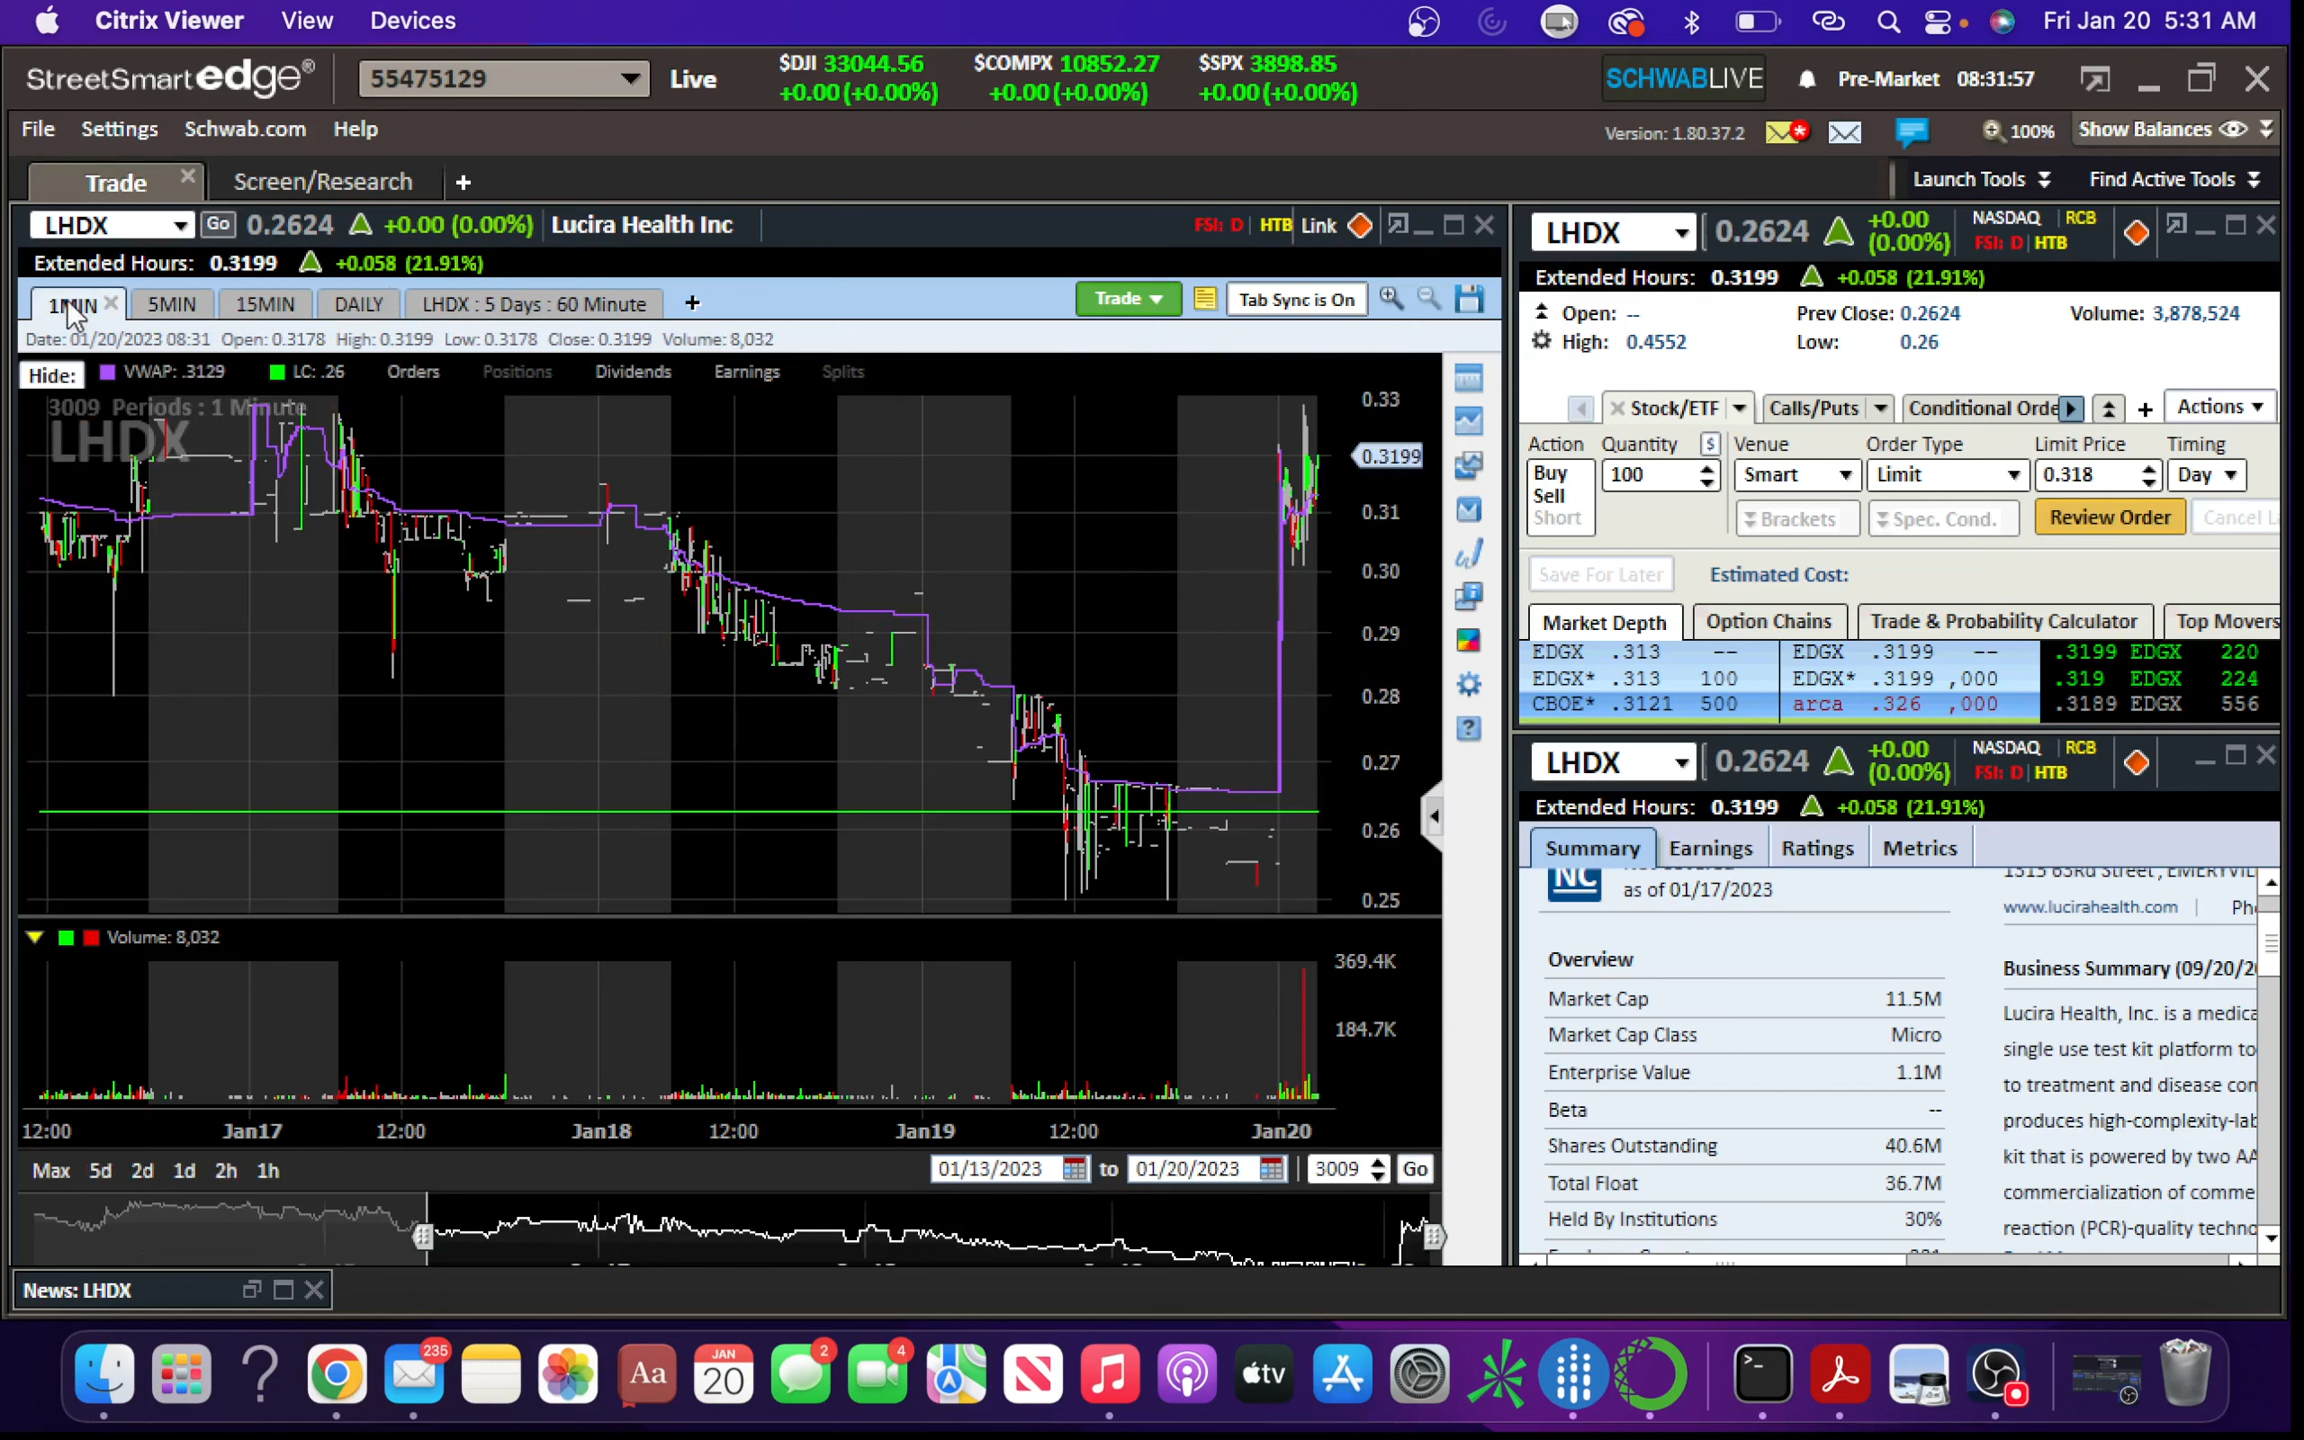 Citrix Viewer View Devices Fri Jan 20 5:31 AM
StreetSmart edge® 55475129 Live $DJI 33044.56 $COMPX 10852.27 $SPX 3898.85 SCHWABLIVE Pre-Market 08:31:57
+0.00 (+0.00%) +0.00 (+0.00%) +0.00 (+0.00%)
File Settings Schwab.com Help Version: 1.80.37.2 100% Show Balances
Trade Screen/Research + Launch Tools Find Active Tools
LHDX Go 0.2624 +0.00 (0.00%) Lucira Health Inc FSI: D | HTB Link
Extended Hours: 0.3199 +0.058 (21.91%)
1MIN 5MIN 15MIN DAILY LHDX : 5 Days : 60 Minute + Trade Tab Sync is On
Date: 01/20/2023 08:31 Open: 0.3178 High: 0.3199 Low: 0.3178 Close: 0.3199 Volume: 8,032
Hide: VWAP: .3129 LC: .26 Orders Positions Dividends Earnings Splits
3009 Periods : 1 Minute
LHDX
0.33
0.3199
0.31
0.30
0.29
0.28
0.27
0.26
0.25
Volume: 8,032
369.4K
184.7K
12:00 Jan17 12:00 Jan18 12:00 Jan19 12:00 Jan20
Max 5d 2d 1d 2h 1h 01/13/2023 to 01/20/2023 3009 Go
News: LHDX
LHDX 0.2624 +0.00 (0.00%) NASDAQ RCB FSI: D | HTB
Extended Hours: 0.3199 +0.058 (21.91%)
Open: -- Prev Close: 0.2624 Volume: 3,878,524
High: 0.4552 Low: 0.26
Stock/ETF Calls/Puts Conditional Orde + Actions
Action Quantity $ Venue Order Type Limit Price Timing
Buy Sell Short 100 Smart Limit 0.318 Day
Brackets Spec. Cond. Review Order Cancel
Save For Later Estimated Cost:
Market Depth Option Chains Trade & Probability Calculator Top Movers
EDGX .313 -- EDGX .3199 -- .3199 EDGX 220
EDGX* .313 100 EDGX* .3199 ,000 .319 EDGX 224
CBOE* .3121 500 arca .326 ,000 .3189 EDGX 556
LHDX 0.2624 +0.00 (0.00%) NASDAQ RCB FSI: D | HTB
Extended Hours: 0.3199 +0.058 (21.91%)
Summary Earnings Ratings Metrics
NC
as of 01/17/2023
Overview
Market Cap 11.5M
Market Cap Class Micro
Enterprise Value 1.1M
Beta --
Shares Outstanding 40.6M
Total Float 36.7M
Held By Institutions 30%
www.lucirahealth.com
Business Summary (09/20/2
Lucira Health, Inc. is a medica
single use test kit platform to
to treatment and disease con
produces high-complexity-lab
kit that is powered by two AA
commercialization of comme
reaction (PCR)-quality techno
235 Aa JAN 20 2 4 tv